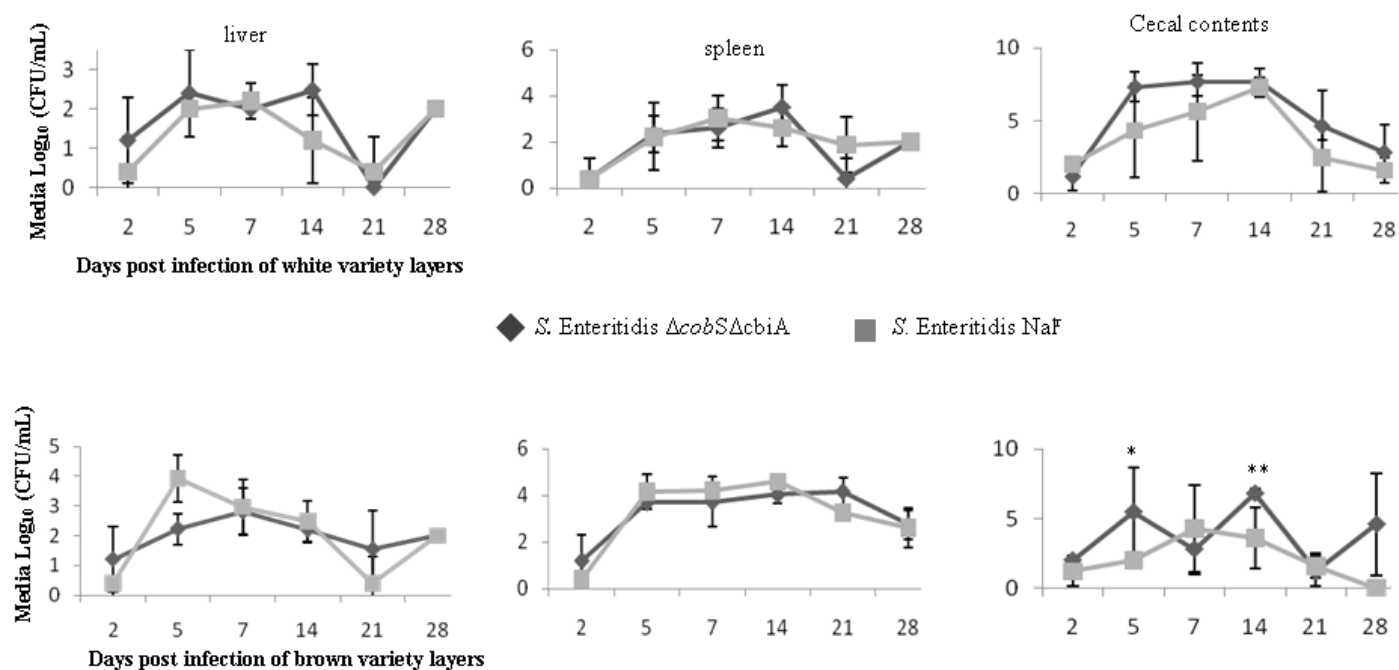 liver
spleen
Cecal contents
Media Log₁₀ (CFU/mL)
3
2
1
0
6
4
2
0
10
5
0
2 5 7 14 21 28
2 5 7 14 21 28
2 5 7 14 21 28
Days post infection of white variety layers
S. Enteritidis ΔcobSΔcbiA
S. Enteritidis Nalʳ
Media Log₁₀ (CFU/mL)
5
4
3
2
1
0
6
4
2
0
10
5
0
*
**
2 5 7 14 21 28
2 5 7 14 21 28
2 5 7 14 21 28
Days post infection of brown variety layers